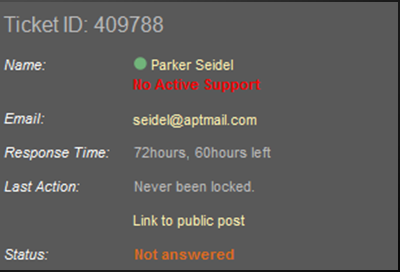 Ticket ID: 409788
Name: Parker Seidel
No Active Support
Email: seidel@aptmail.com
Response Time: 72hours, 60hours left
Last Action: Never been locked.
Link to public post
Status: Not answered